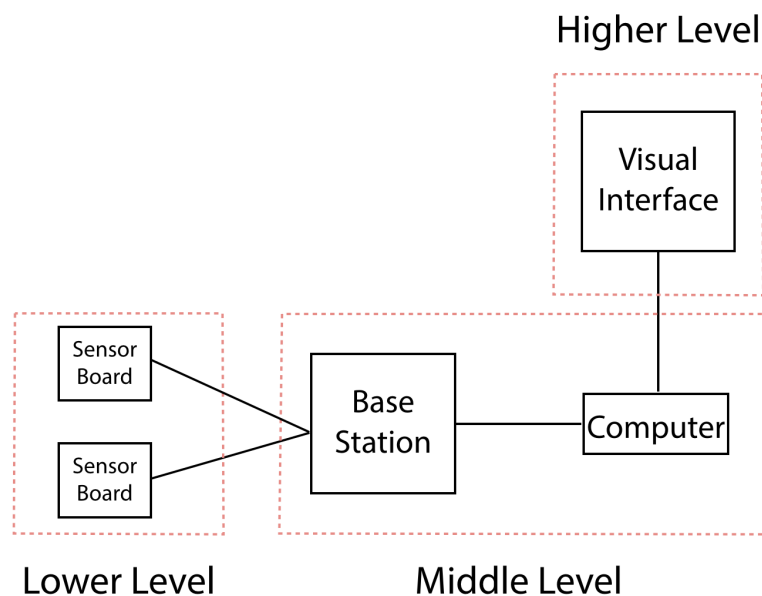 Higher Level
Visual
Interface
Sensor
Board
Base
Station
Computer
Sensor
Board
Lower Level
Middle Level